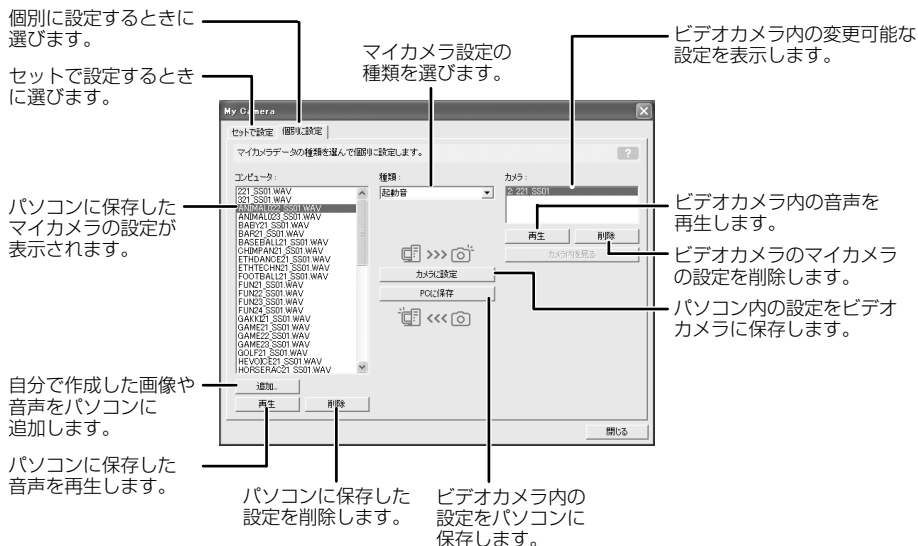 個別に設定するときに
選びます。
セットで設定するとき
に選びます。
マイカメラ設定の
種類を選びます。
ビデオカメラ内の変更可能な
設定を表示します。
My Camera
セットで設定 個別に設定
マイカメラデータの種類を選んで個別に設定します。
?
コンピュータ:
種類:
カメラ:
221_SS01.WAV
321_SS01.WAV
ANIMAL022_SS01.WAV
ANIMAL023_SS01.WAV
BABY21_SS01.WAV
BAR21_SS01.WAV
BASEBALL21_SS01.WAV
CHIMPAN21_SS01.WAV
ETHDANCE21_SS01.WAV
ETHTECHN21_SS01.WAV
FOOTBALL21_SS01.WAV
FUN21_SS01.WAV
FUN22_SS01.WAV
FUN23_SS01.WAV
FUN24_SS01.WAV
GAKKI21_SS01.WAV
GAME21_SS01.WAV
GAME22_SS01.WAV
GAME23_SS01.WAV
GOLF21_SS01.WAV
HEVOICE21_SS01.WAV
HORSERAC21_SS01.WAV
起動音
2: 221_SS01
再生 削除
カメラ内を見る
>>>
カメラに設定
PCに保存
<<<
追加...
再生 削除
閉じる
パソコンに保存した
マイカメラの設定が
表示されます。
ビデオカメラ内の音声を
再生します。
ビデオカメラのマイカメラ
の設定を削除します。
パソコン内の設定をビデオ
カメラに保存します。
自分で作成した画像や
音声をパソコンに
追加します。
パソコンに保存した
音声を再生します。
パソコンに保存した
設定を削除します。
ビデオカメラ内の
設定をパソコンに
保存します。